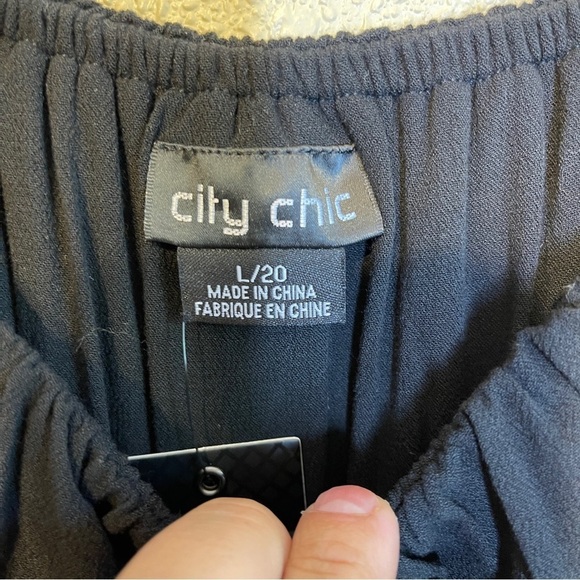 city chic
L/20
MADE IN CHINA
FABRIQUE EN CHINE